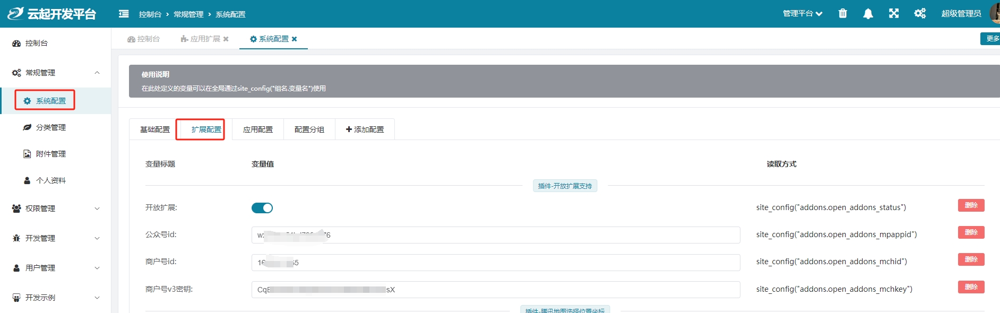 云起开发平台
控制台 › 常规管理 › 系统配置
管理平台
超级管理员
控制台
应用扩展
系统配置
更多
控制台
常规管理
系统配置
分类管理
附件管理
个人资料
权限管理
开发管理
用户管理
开发示例
使用说明
在此处定义的变量可以在全局通过site_config("组名.变量名")使用
基础配置
扩展配置
应用配置
配置分组
添加配置
变量标题 变量值 读取方式
插件-开放扩展支持
开放扩展: site_config("addons.open_addons_status") 删除
公众号id: site_config("addons.open_addons_mpappid") 删除
商户号id: site_config("addons.open_addons_mchid") 删除
商户号v3密钥: sX site_config("addons.open_addons_mchkey") 删除
插件-腾讯地图选择位置坐标